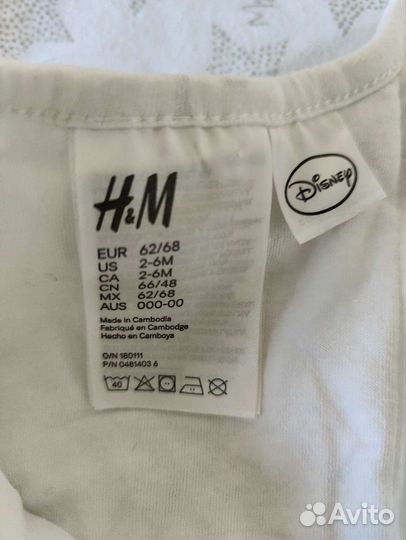 H&M
Disney
EUR 62/68
US 2-6M
CA 2-6M
CN 66/48
MX 62/68
AUS 000-00
Made in Cambodia
Fabriqué en Cambodge
Hecho en Camboya
O/N 180111
P/N 0481403 6
40
Avito